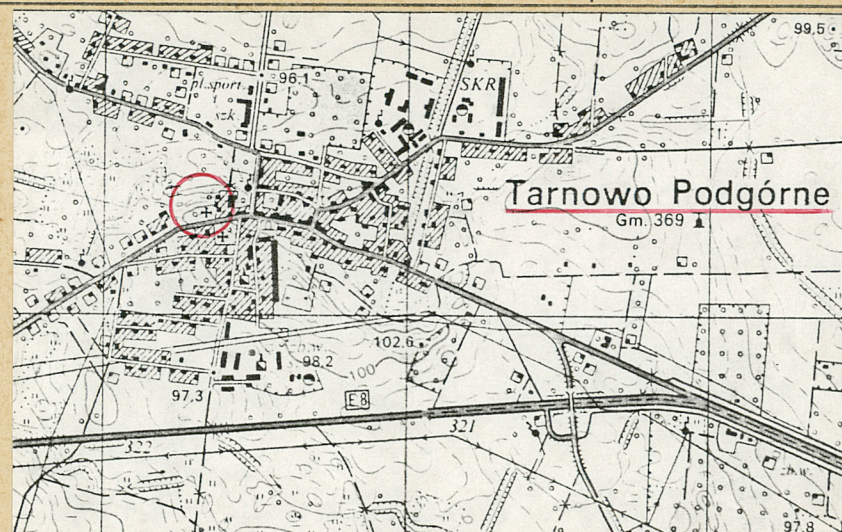 99.5
96.1
SKR
pl.sport.
i
szk.
Tarnowo Podgórne
Gm. 369
102.6
98.2
100
97.3
E8
321
322
zb.w.
97.8